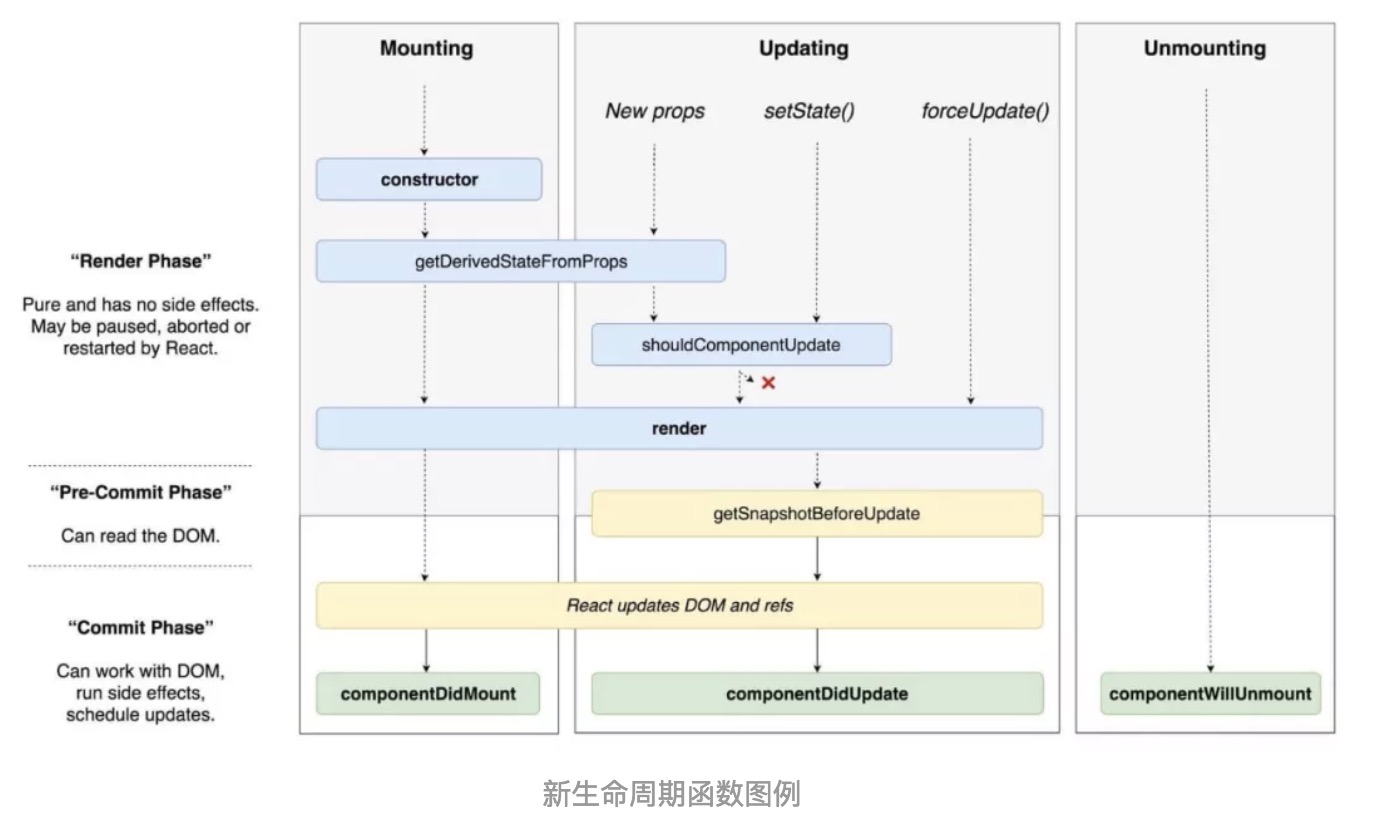 Mounting
Updating
Unmounting
New props
setState()
forceUpdate()
constructor
“Render Phase”
Pure and has no side effects.
May be paused, aborted or
restarted by React.
getDerivedStateFromProps
shouldComponentUpdate
render
“Pre-Commit Phase”
Can read the DOM.
getSnapshotBeforeUpdate
React updates DOM and refs
“Commit Phase”
Can work with DOM,
run side effects,
schedule updates.
componentDidMount
componentDidUpdate
componentWillUnmount
新生命周期函数图例